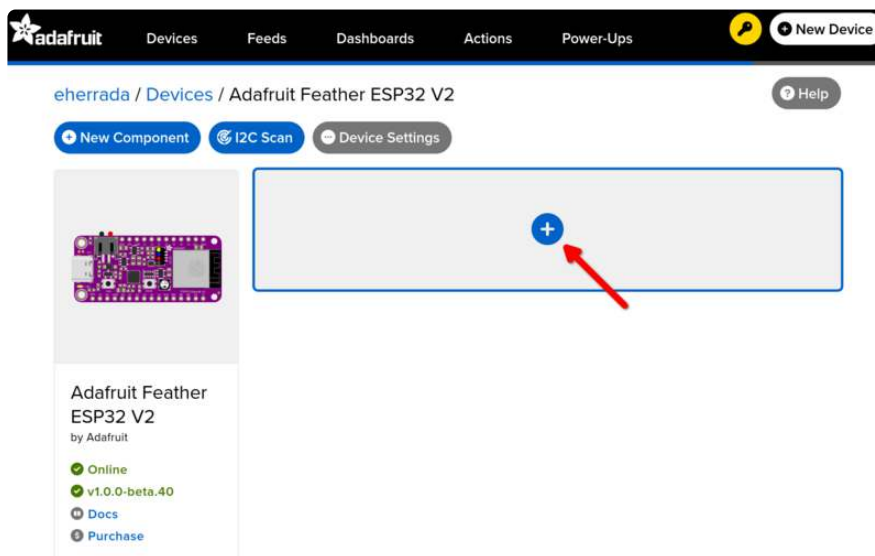 adafruit Devices Feeds Dashboards Actions Power-Ups New Device
eherrada / Devices / Adafruit Feather ESP32 V2 Help
New Component I2C Scan Device Settings
Adafruit Feather
ESP32 V2
by Adafruit
Online
v1.0.0-beta.40
Docs
Purchase